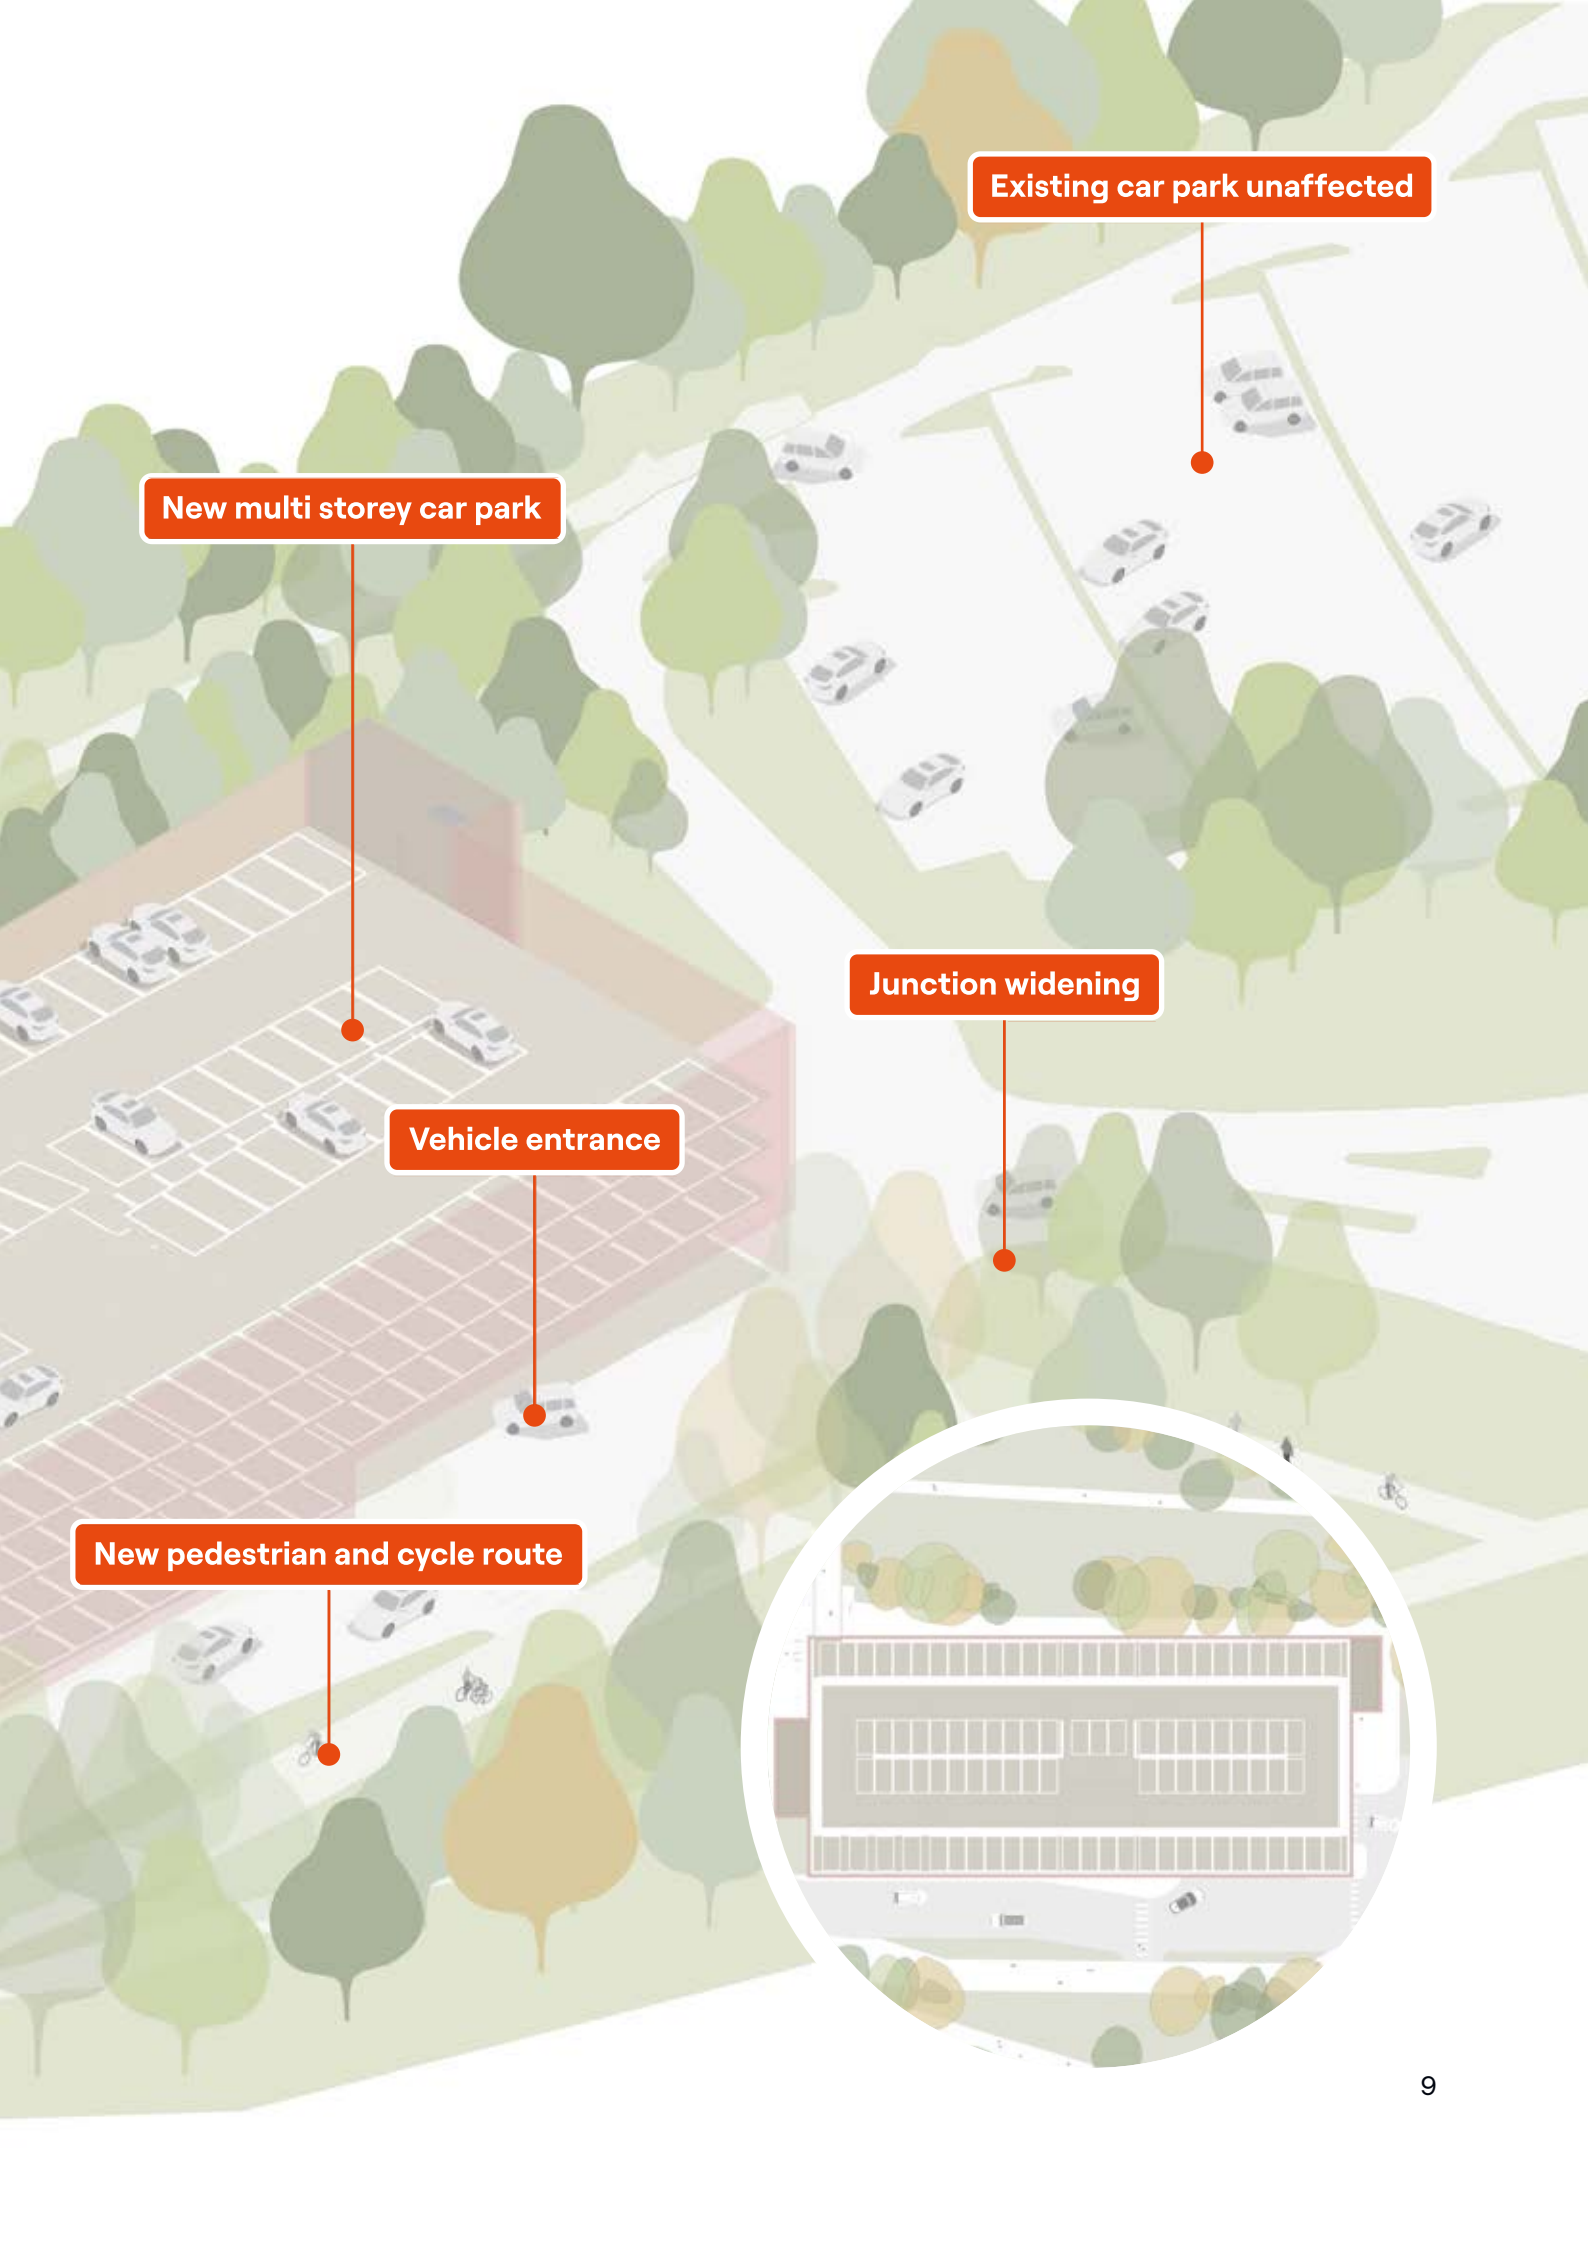 Existing car park unaffected
New multi storey car park
Junction widening
Vehicle entrance
New pedestrian and cycle route
9